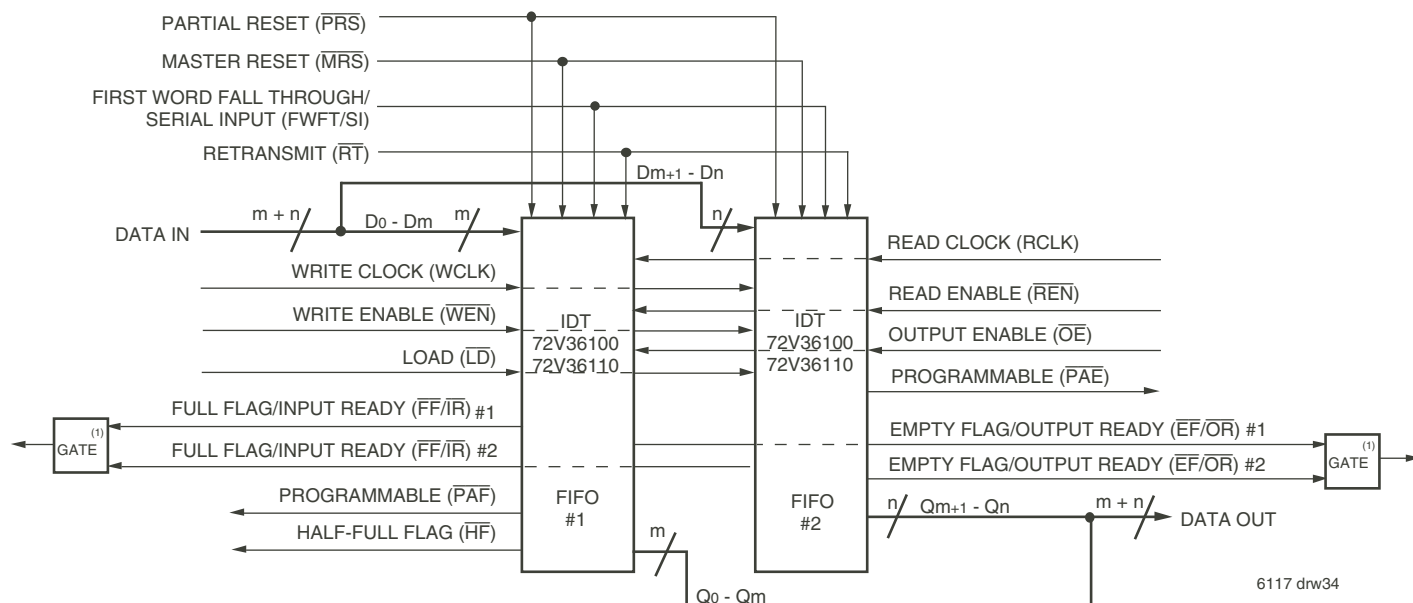 PARTIAL RESET (PRS)
MASTER RESET (MRS)
FIRST WORD FALL THROUGH/
SERIAL INPUT (FWFT/SI)
RETRANSMIT (RT)
Dm+1 - Dn
m + n
D0 - Dm
m
n
DATA IN
READ CLOCK (RCLK)
WRITE CLOCK (WCLK)
READ ENABLE (REN)
WRITE ENABLE (WEN)
IDT
72V36100
72V36110
IDT
72V36100
72V36110
OUTPUT ENABLE (OE)
LOAD (LD)
PROGRAMMABLE (PAE)
FULL FLAG/INPUT READY (FF/IR) #1
EMPTY FLAG/OUTPUT READY (EF/OR) #1
GATE (1)
GATE (1)
FULL FLAG/INPUT READY (FF/IR) #2
EMPTY FLAG/OUTPUT READY (EF/OR) #2
PROGRAMMABLE (PAF)
FIFO
#1
FIFO
#2
n
Qm+1 - Qn
m + n
DATA OUT
HALF-FULL FLAG (HF)
m
Q0 - Qm
6117 drw34